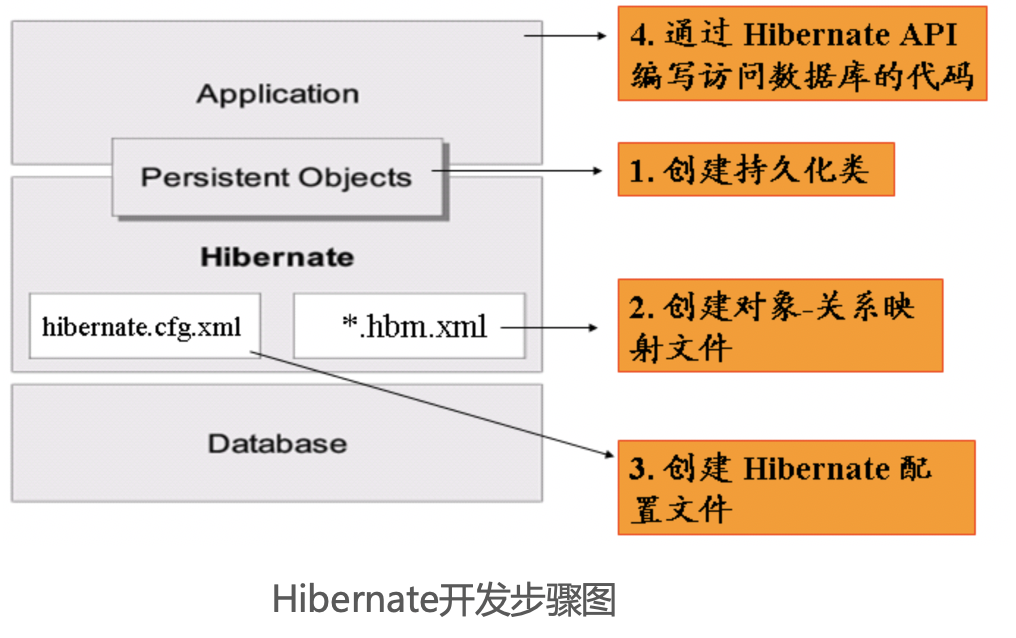 Application
Persistent Objects
Hibernate
hibernate.cfg.xml
*.hbm.xml
Database
4. 通过 Hibernate API
编写访问数据库的代码
1. 创建持久化类
2. 创建对象-关系映
射文件
3. 创建 Hibernate 配
置文件
Hibernate开发步骤图